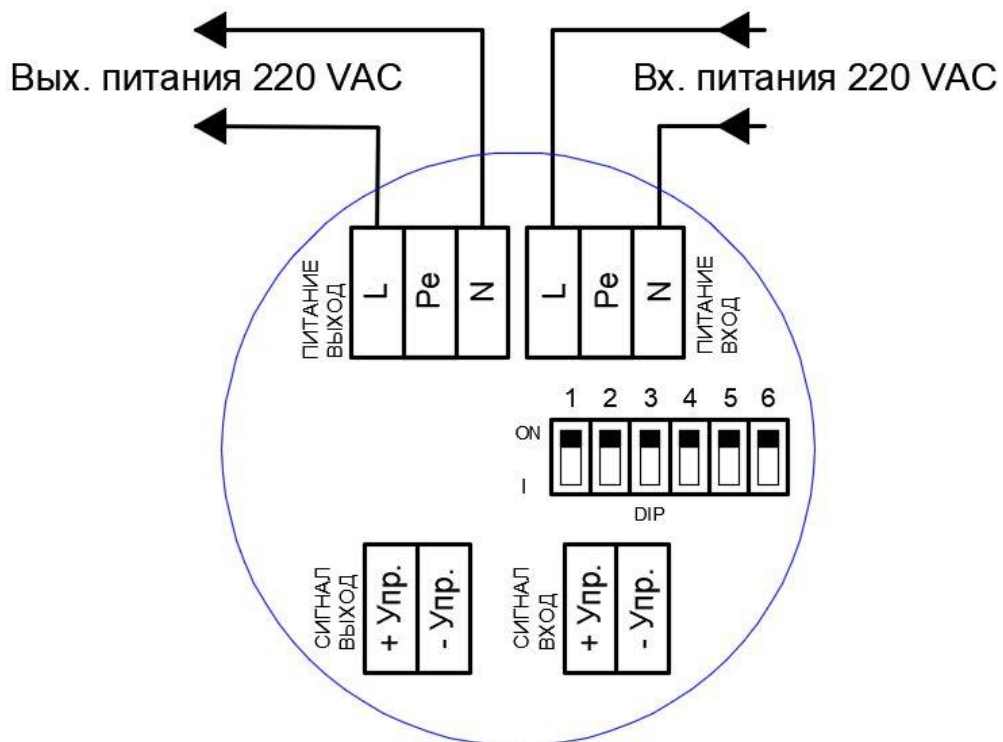 Вых. питания 220 VAC
Вх. питания 220 VAC
ПИТАНИЕ
ВЫХОД
L
Pe
N
L
Pe
N
ПИТАНИЕ
ВХОД
1 2 3 4 5 6
ON
I
DIP
СИГНАЛ
ВЫХОД
+ Упр.
- Упр.
СИГНАЛ
ВХОД
+ Упр.
- Упр.